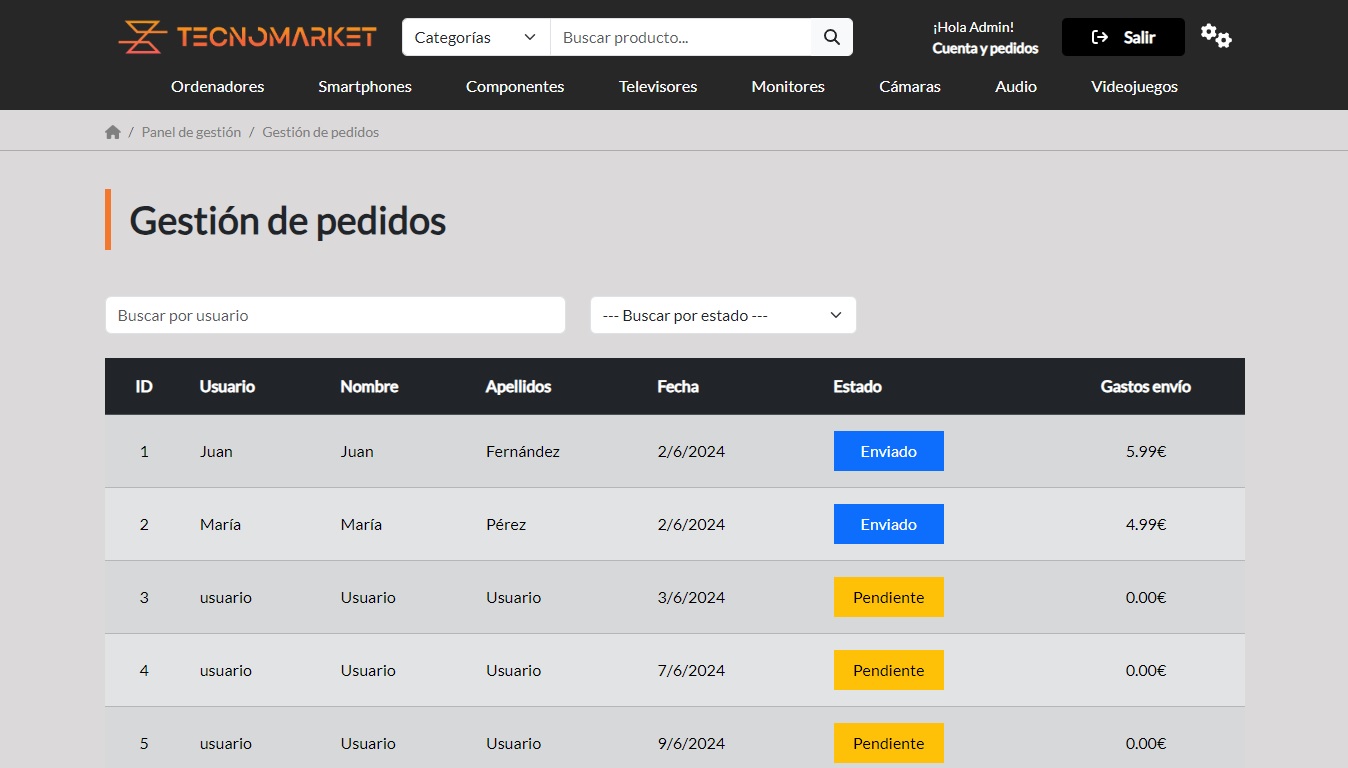 TECNOMARKET
Categorías
Buscar producto...
¡Hola Admin!
Cuenta y pedidos
Salir
Ordenadores Smartphones Componentes Televisores Monitores Cámaras Audio Videojuegos
/ Panel de gestión / Gestión de pedidos
Gestión de pedidos
Buscar por usuario
--- Buscar por estado ---
ID Usuario Nombre Apellidos Fecha Estado Gastos envío
1 Juan Juan Fernández 2/6/2024 Enviado 5.99€
2 María María Pérez 2/6/2024 Enviado 4.99€
3 usuario Usuario Usuario 3/6/2024 Pendiente 0.00€
4 usuario Usuario Usuario 7/6/2024 Pendiente 0.00€
5 usuario Usuario Usuario 9/6/2024 Pendiente 0.00€